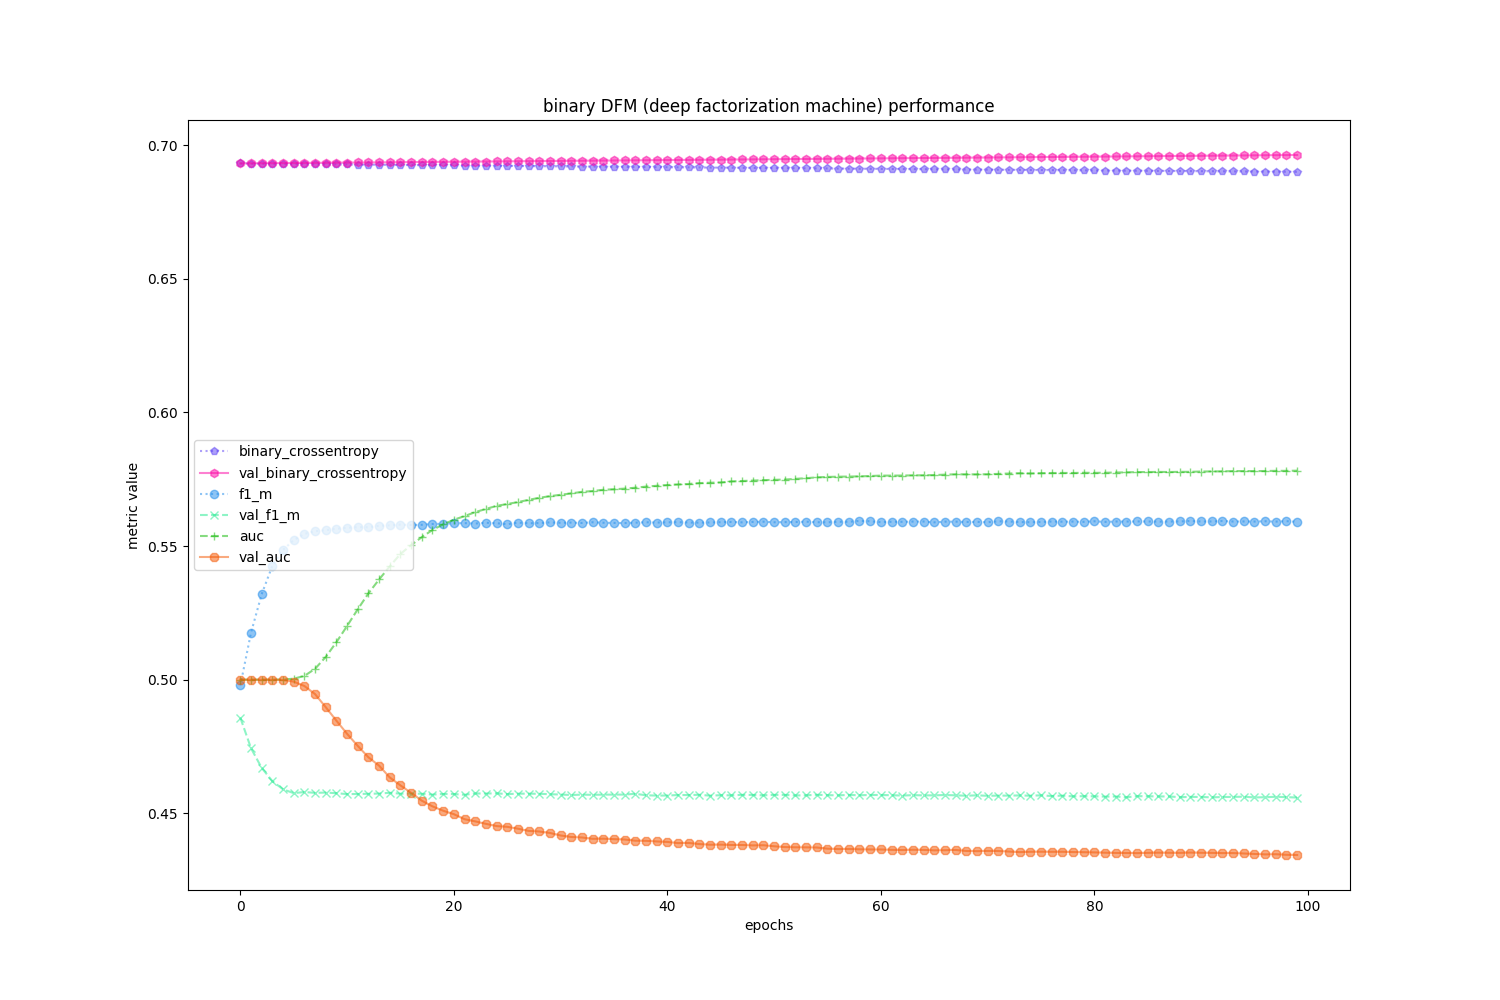 binary DFM (deep factorization machine) performance
0.70
0.65
0.60
0.55
0.50
0.45
metric value
binary_crossentropy
val_binary_crossentropy
f1_m
val_f1_m
auc
val_auc
0 20 40 60 80 100
epochs